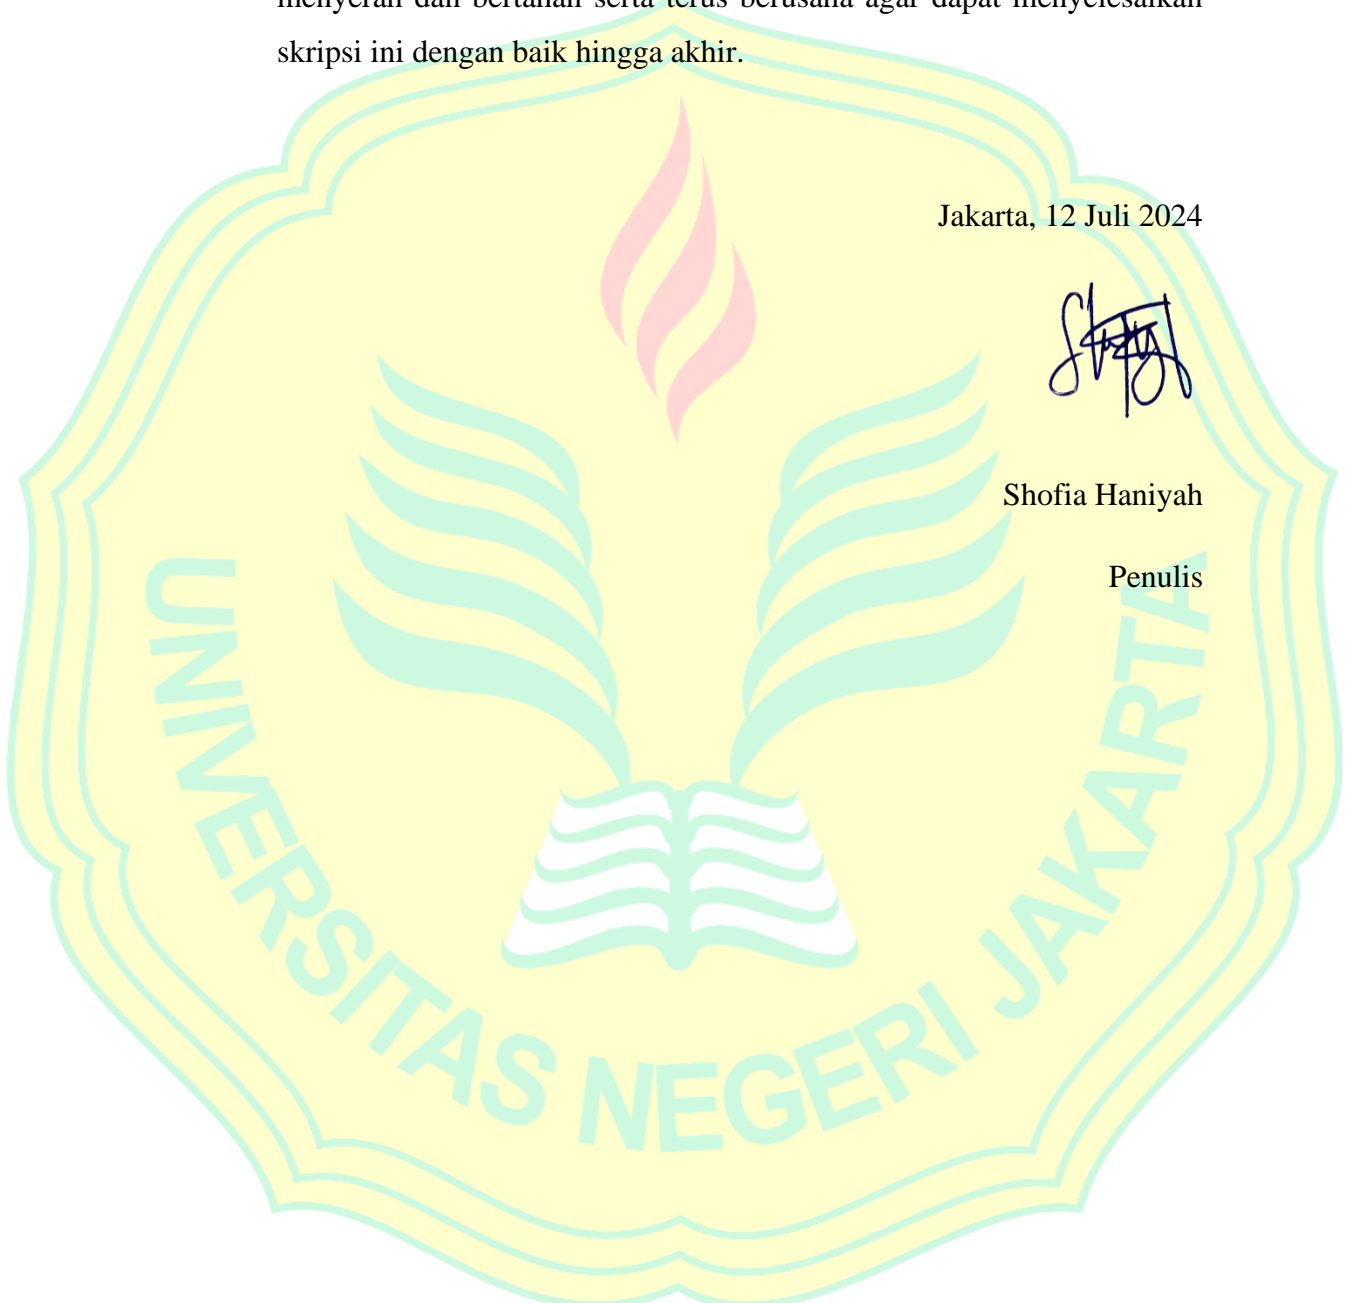 menyerah dan bertahan serta terus berusaha agar dapat menyelesaikan
skripsi ini dengan baik hingga akhir.
Jakarta, 12 Juli 2024
Shofia Haniyah
Penulis
UNIVERSITAS NEGERI JAKARTA